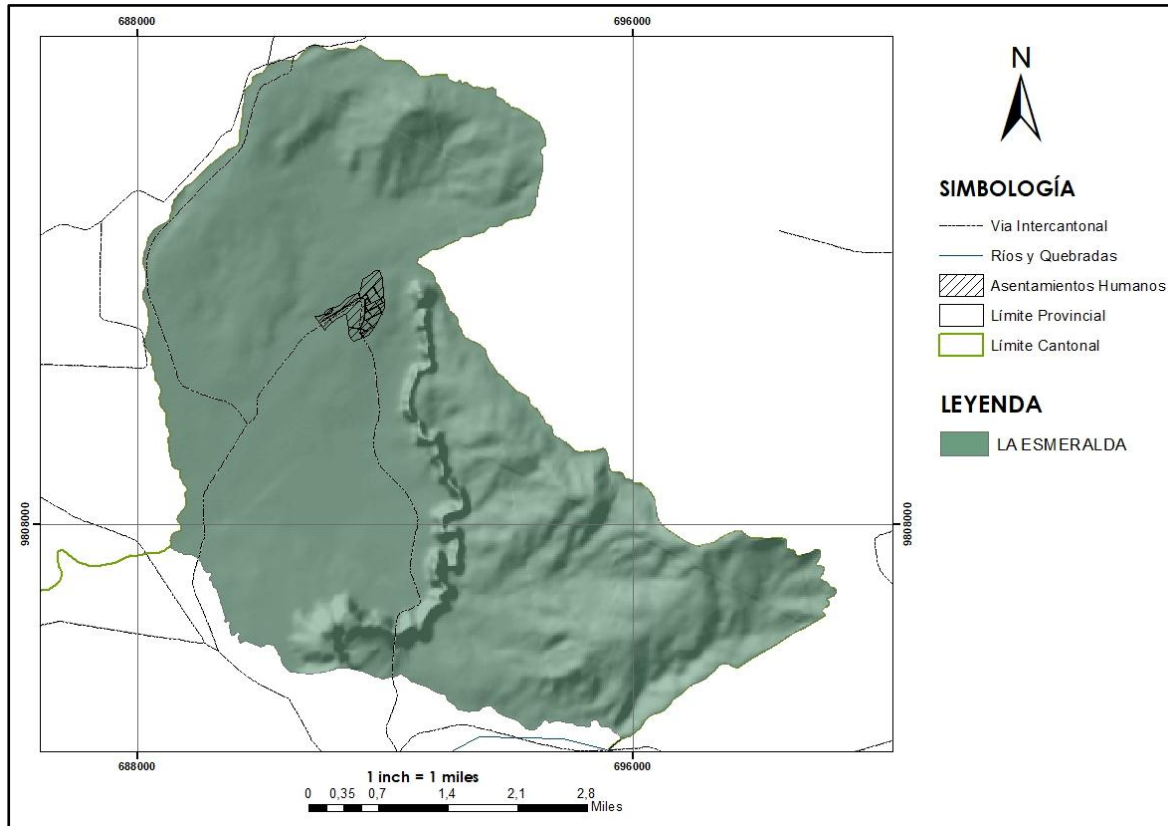 688000
696000
N
SIMBOLOGÍA
Via Intercantonal
Ríos y Quebradas
Asentamientos Humanos
Límite Provincial
Límite Cantonal
LEYENDA
LA ESMERALDA
9808000
9808000
688000
696000
1 inch = 1 miles
0 0,35 0,7 1,4 2,1 2,8
Miles